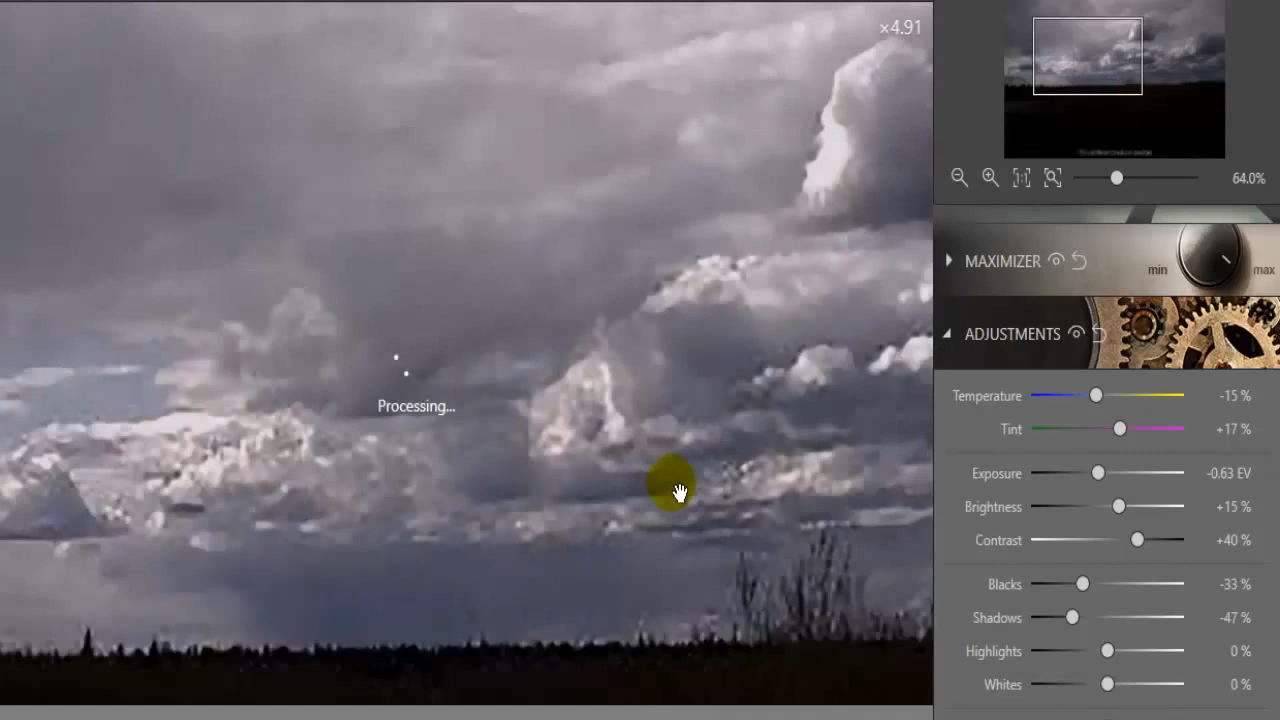 ×4.91
64.0%
MAXIMIZER
min
max
ADJUSTMENTS
Temperature -15 %
Tint +17 %
Processing...
Exposure -0.63 EV
Brightness +15 %
Contrast +40 %
Blacks -33 %
Shadows -47 %
Highlights 0 %
Whites 0 %